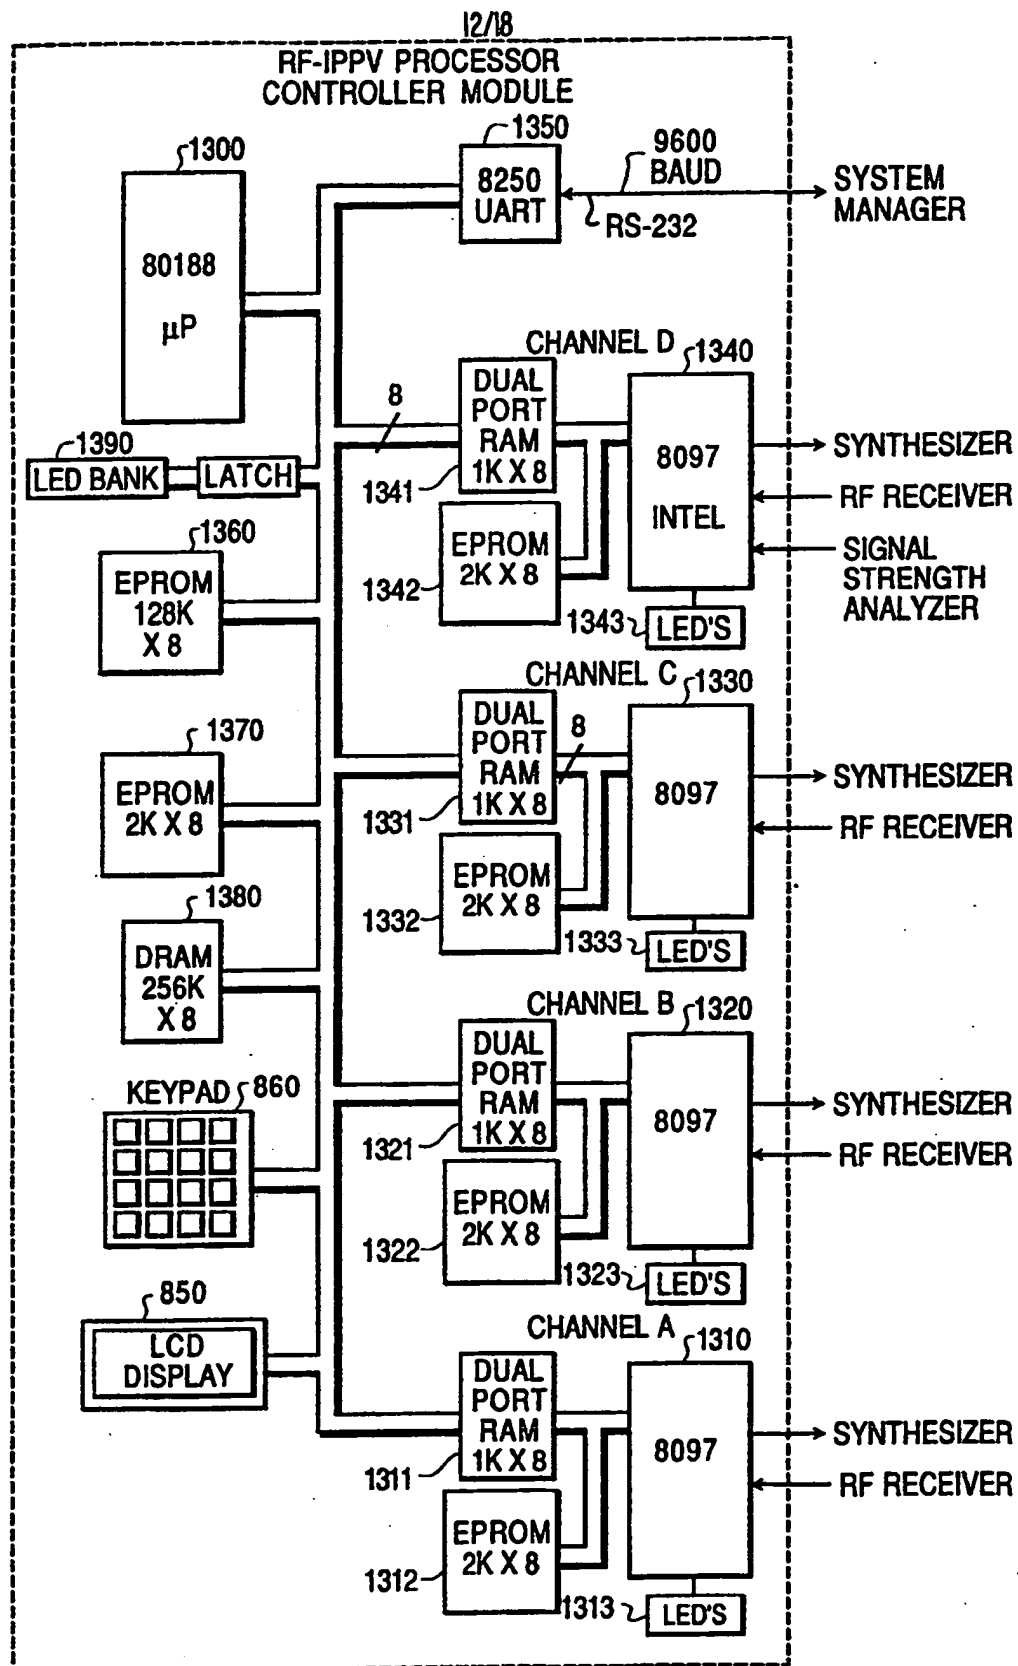 12/18
RF-IPPV PROCESSOR
CONTROLLER MODULE
1350
1300
8250
UART
9600
BAUD
RS-232
SYSTEM
MANAGER
80188
µP
CHANNEL D
1340
DUAL
PORT
RAM
1K X 8
8
1341
8097
INTEL
SYNTHESIZER
RF RECEIVER
SIGNAL
STRENGTH
ANALYZER
1390
LED BANK
LATCH
EPROM
2K X 8
1342
1343
LED'S
1360
EPROM
128K
X 8
CHANNEL C
1330
DUAL
PORT
RAM
1K X 8
8
1331
8097
SYNTHESIZER
RF RECEIVER
1370
EPROM
2K X 8
EPROM
2K X 8
1332
1333
LED'S
1380
DRAM
256K
X 8
CHANNEL B
1320
DUAL
PORT
RAM
1K X 8
1321
8097
SYNTHESIZER
RF RECEIVER
KEYPAD
860
EPROM
2K X 8
1322
1323
LED'S
850
LCD
DISPLAY
CHANNEL A
1310
DUAL
PORT
RAM
1K X 8
1311
8097
SYNTHESIZER
RF RECEIVER
EPROM
2K X 8
1312
1313
LED'S